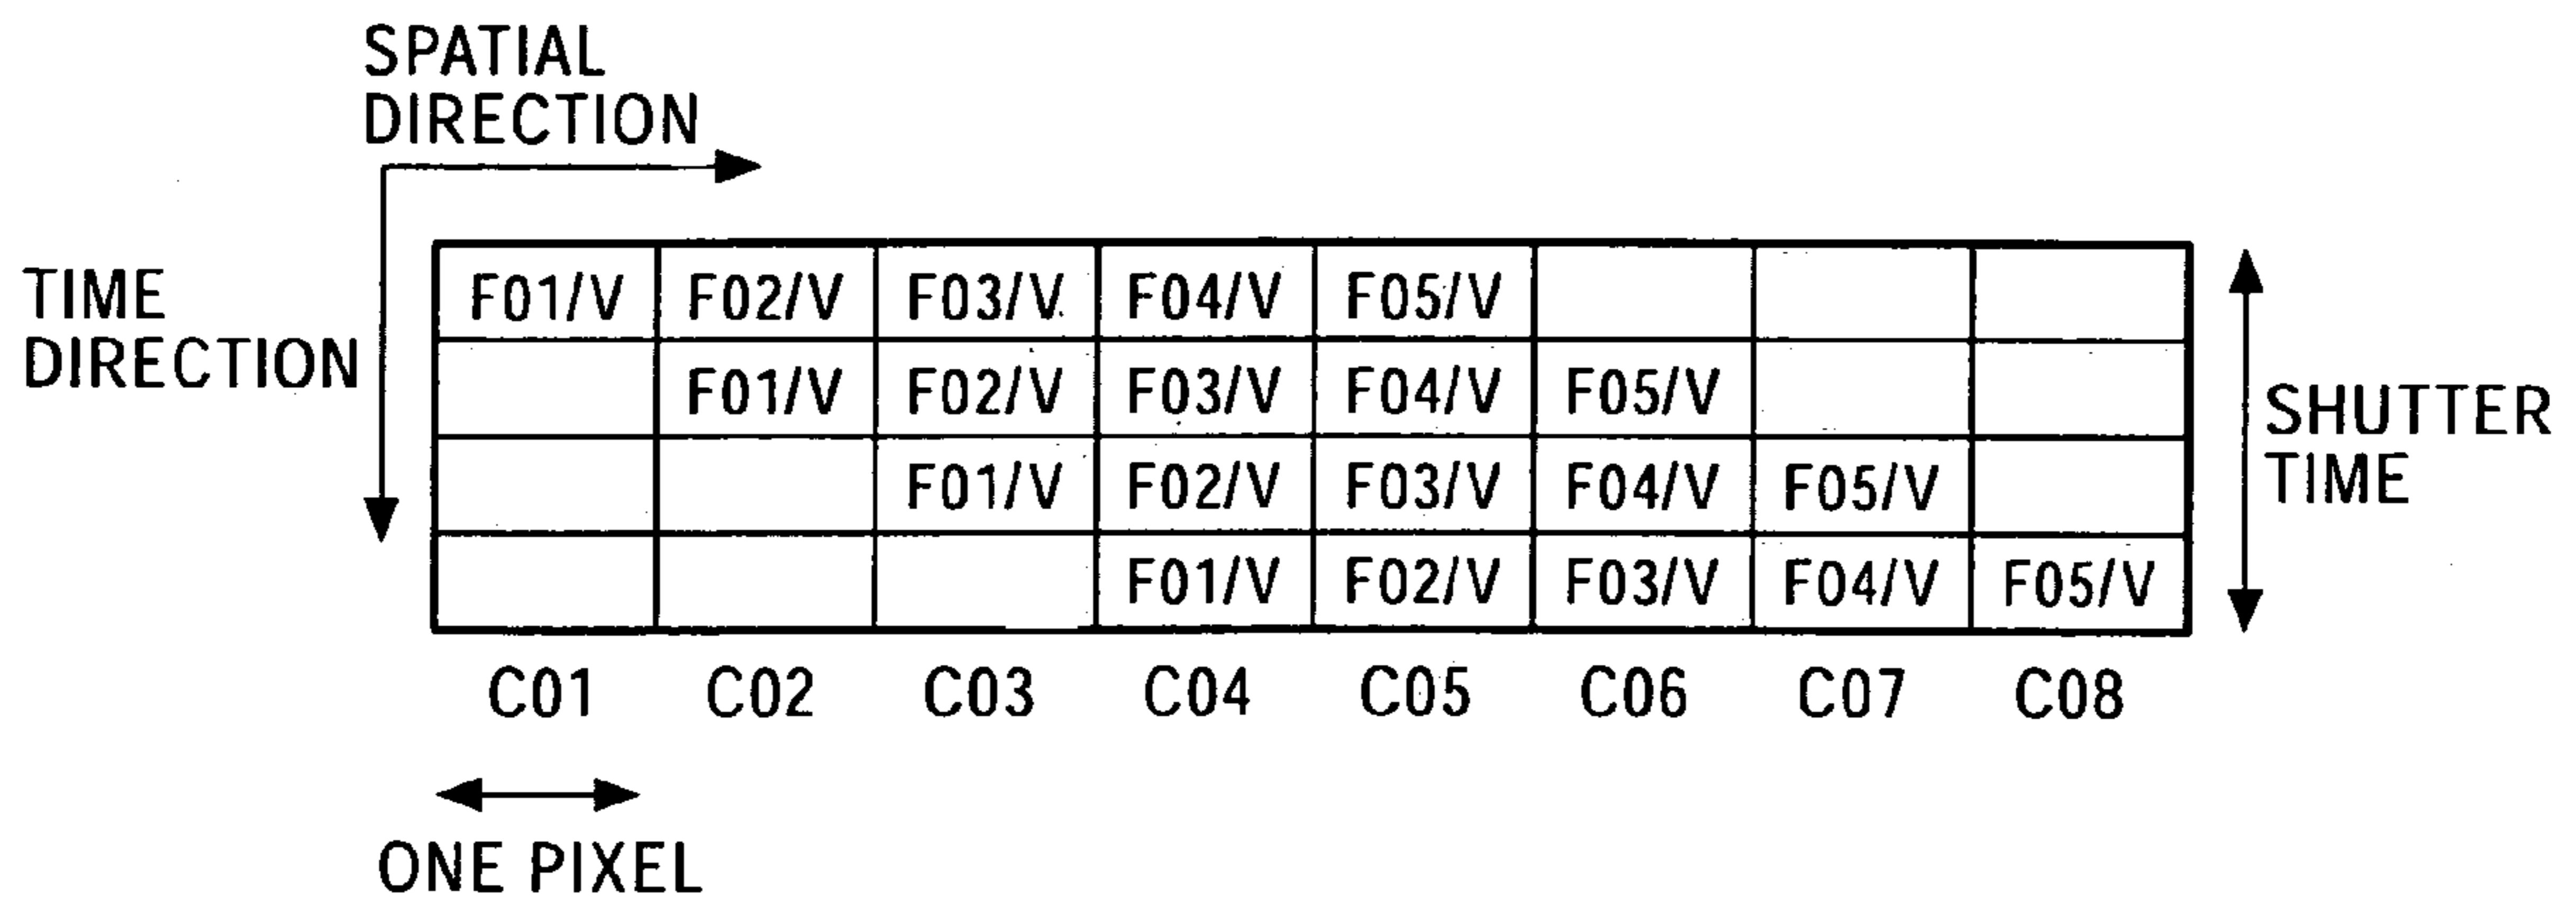 SPATIAL
DIRECTION
TIME
DIRECTION
F01/V F02/V F03/V F04/V F05/V
F01/V F02/V F03/V F04/V F05/V
F01/V F02/V F03/V F04/V F05/V
F01/V F02/V F03/V F04/V F05/V
SHUTTER
TIME
C01 C02 C03 C04 C05 C06 C07 C08
ONE PIXEL